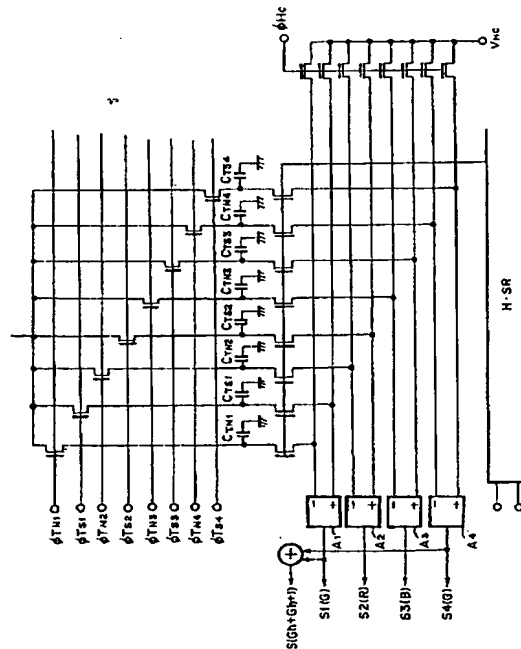 φHc
VHC
CTS4
CTN4
CTS3
CTN3
CTS2
CTN2
CTS1
CTN1
φTN1
φTS1
φTN2
φTS2
φTN3
φTS3
φTN4
φTS4
H·SR
+
- +
- +
- +
- +
A1
A2
A3
A4
S(Gh+Gh+1)
S1(G)
S2(R)
S3(B)
S4(G)